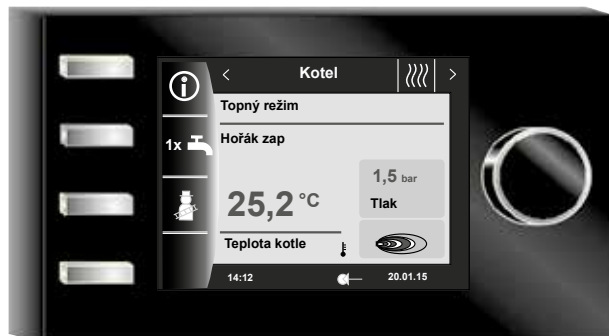 < Kotel >
Topný režim
1x
Hořák zap
1,5 bar
Tlak
25,2 °C
Teplota kotle
14:12
20.01.15